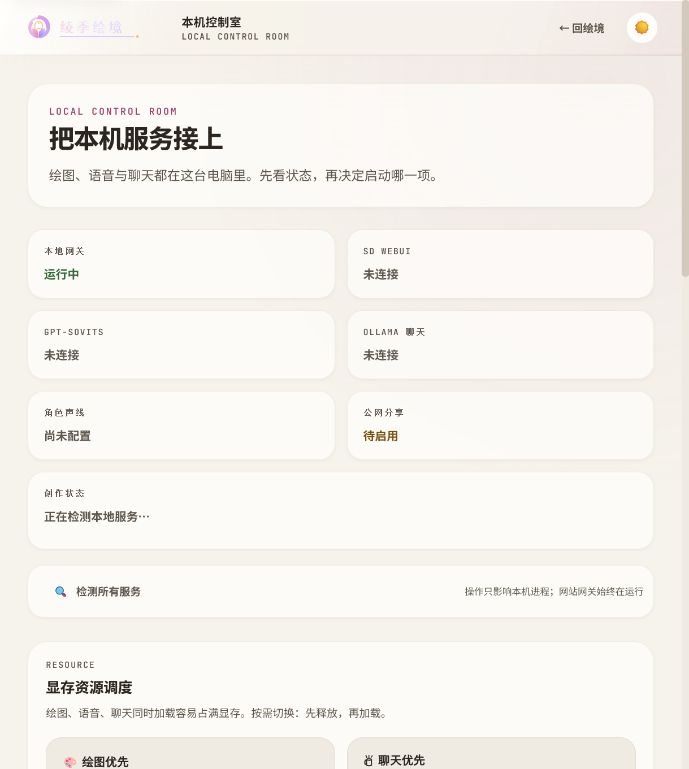 綾季绘境
本机控制室
LOCAL CONTROL ROOM
← 回绘境
LOCAL CONTROL ROOM
把本机服务接上
绘图、语音与聊天都在这台电脑里。先看状态，再决定启动哪一项。
本地网关
运行中
SD WEBUI
未连接
GPT-SOVITS
未连接
OLLAMA 聊天
未连接
角色声线
尚未配置
公网分享
待启用
创作状态
正在检测本地服务…
检测所有服务
操作只影响本机进程；网站网关始终在运行
RESOURCE
显存资源调度
绘图、语音、聊天同时加载容易占满显存。按需切换：先释放，再加载。
绘图优先
聊天优先